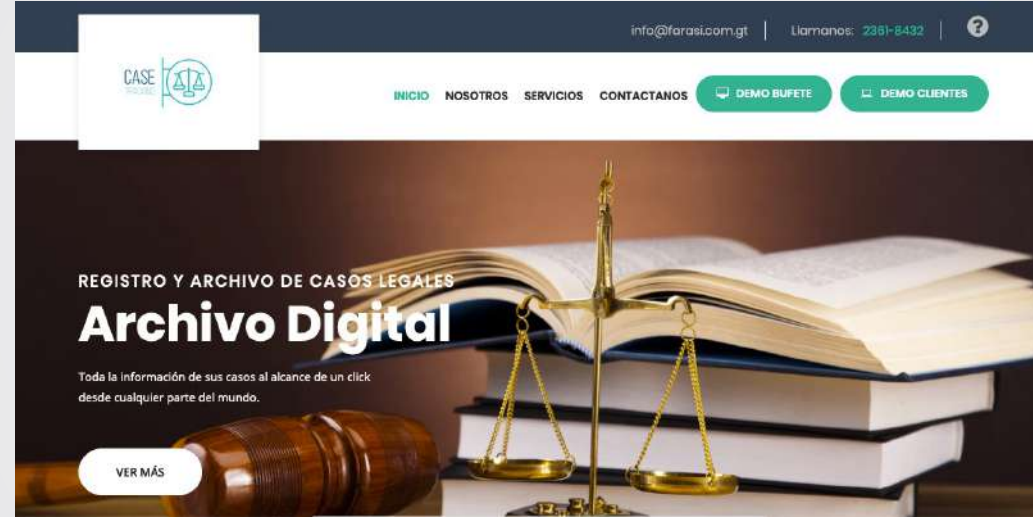 info@farasi.com.gt
Llamanos: 2361-8432
CASE
INICIO NOSOTROS SERVICIOS CONTACTANOS DEMO BUFETE DEMO CLIENTES
REGISTRO Y ARCHIVO DE CASOS LEGALES
Archivo Digital
Toda la información de sus casos al alcance de un click
desde cualquier parte del mundo.
VER MÁS